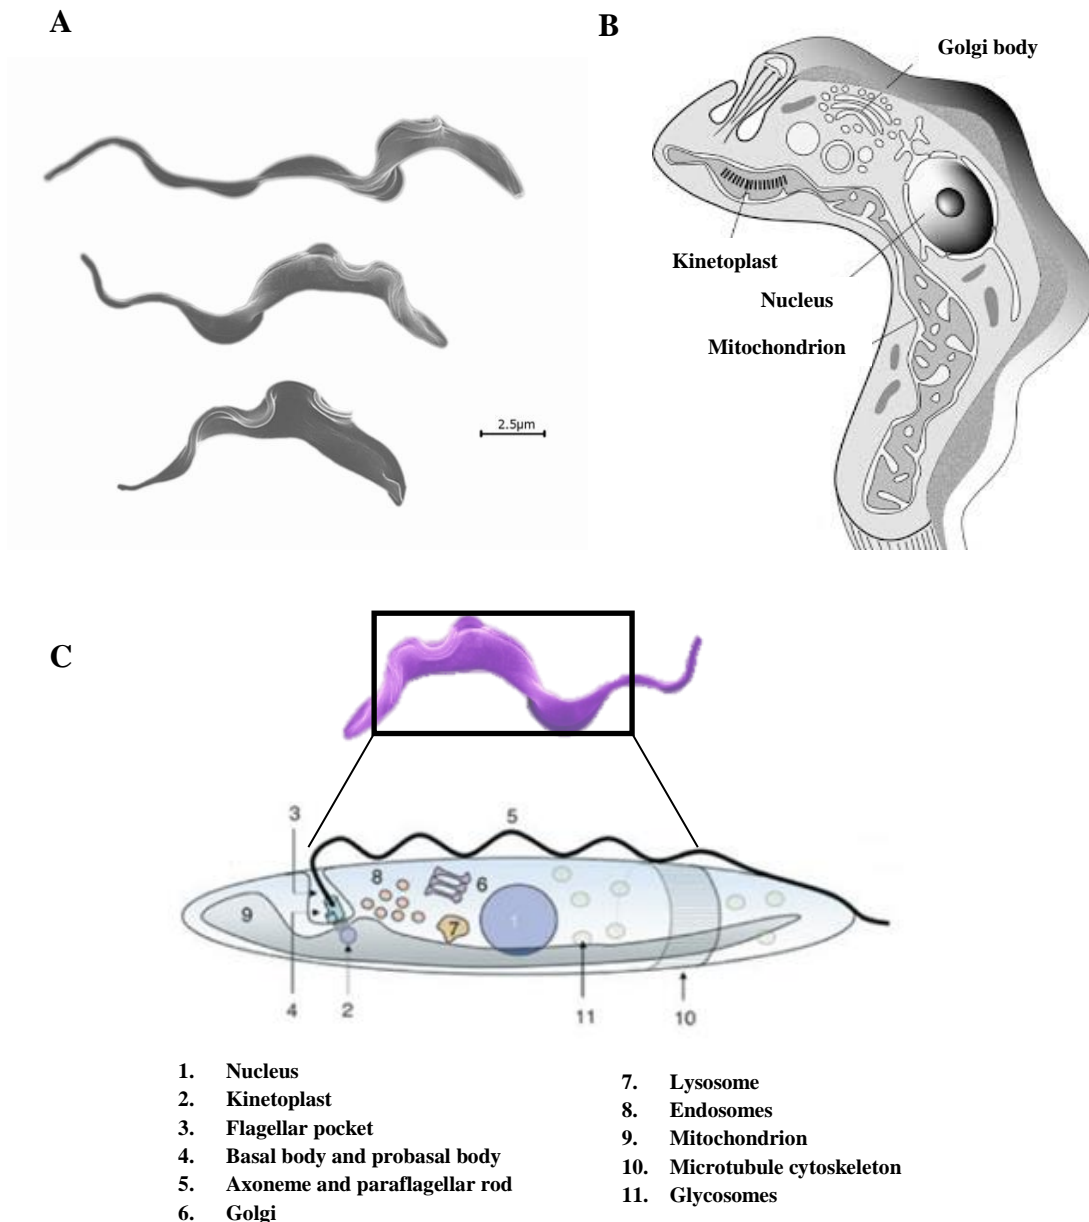 A
B
Golgi body
Kinetoplast
Nucleus
Mitochondrion
2.5µm
C
3
5
8
6
9
7
1
4
2
11
10
1. Nucleus
2. Kinetoplast
3. Flagellar pocket
4. Basal body and probasal body
5. Axoneme and paraflagellar rod
6. Golgi
7. Lysosome
8. Endosomes
9. Mitochondrion
10. Microtubule cytoskeleton
11. Glycosomes